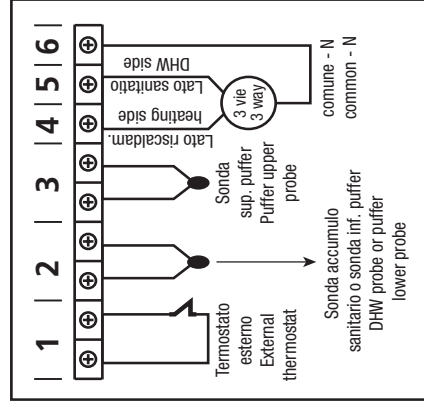 1 2 3 4 5 6
Termostato
esterno
External
thermostat
Sonda accumulo
sanitario o sonda inf. puffer
DHW probe or puffer
lower probe
Sonda
sup. puffer
Puffer upper
probe
Lato riscaldam.
heating side
Lato sanitatio
DHW side
3 vie
3 way
comune - N
common - N